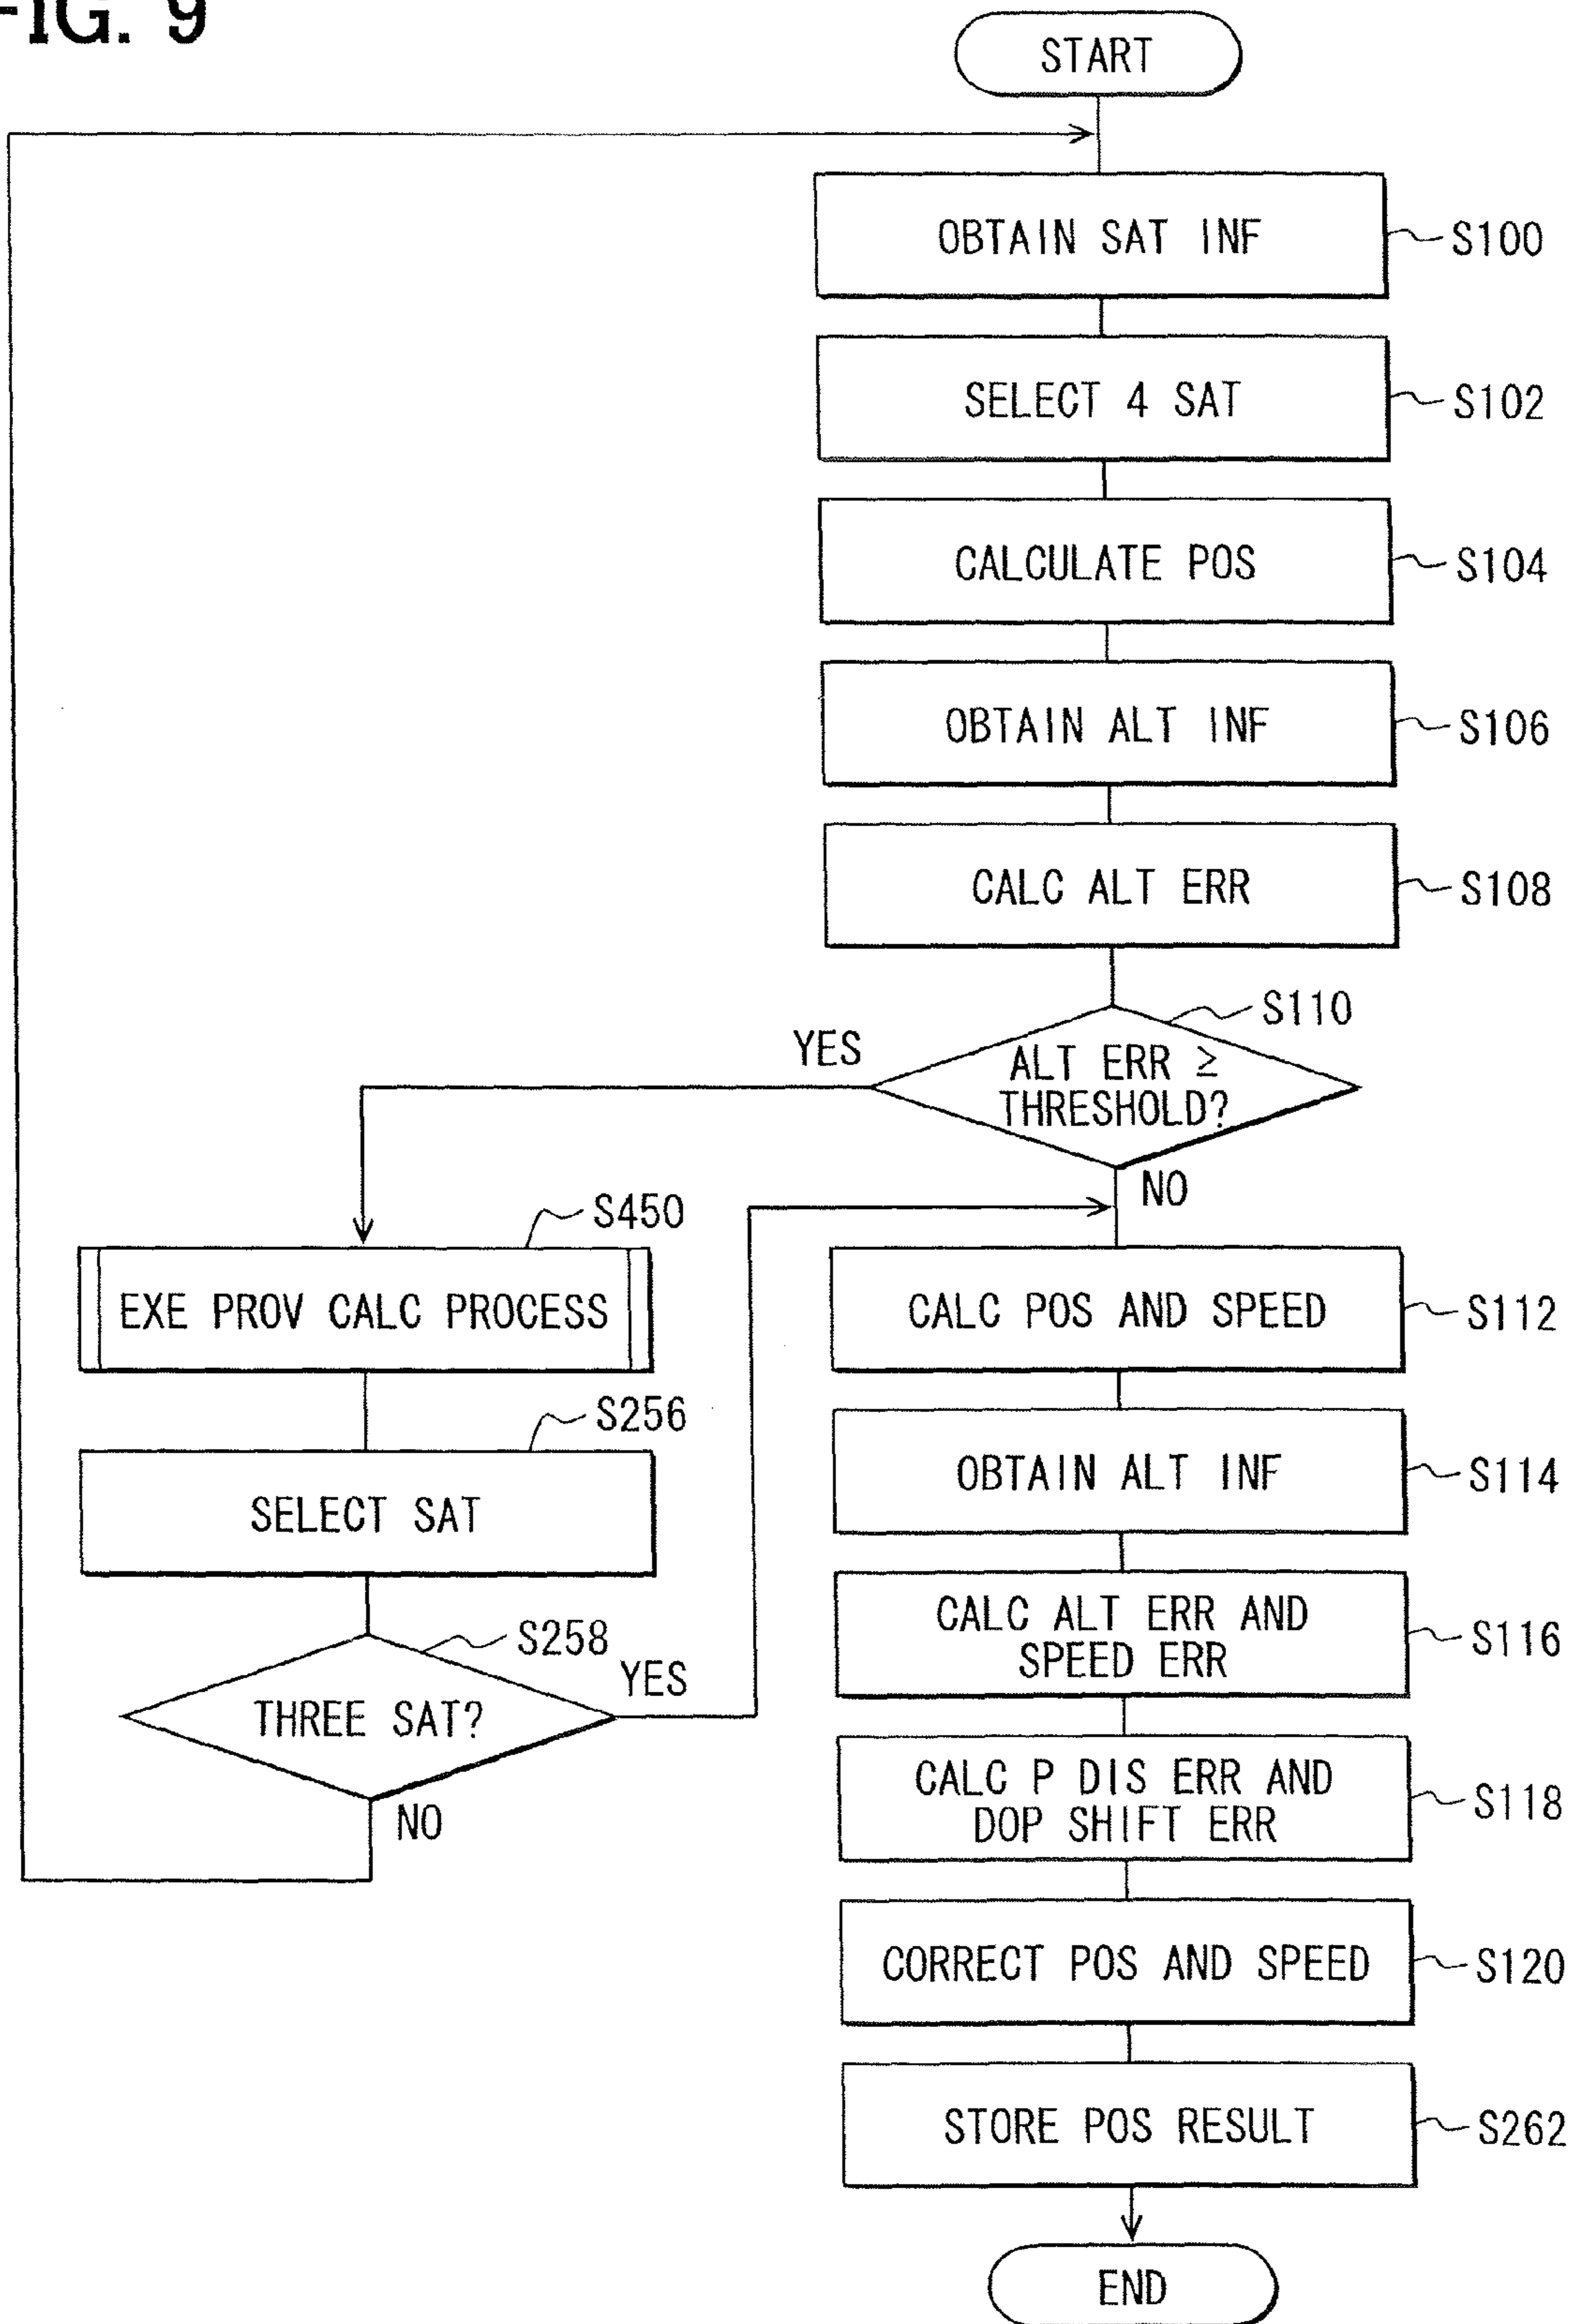 FIG. 9
START
OBTAIN SAT INF
S100
SELECT 4 SAT
S102
CALCULATE POS
S104
OBTAIN ALT INF
S106
CALC ALT ERR
S108
S110
ALT ERR ≥
THRESHOLD?
YES
NO
S450
EXE PROV CALC PROCESS
S256
SELECT SAT
S258
THREE SAT?
YES
NO
CALC POS AND SPEED
S112
OBTAIN ALT INF
S114
CALC ALT ERR AND
SPEED ERR
S116
CALC P DIS ERR AND
DOP SHIFT ERR
S118
CORRECT POS AND SPEED
S120
STORE POS RESULT
S262
END